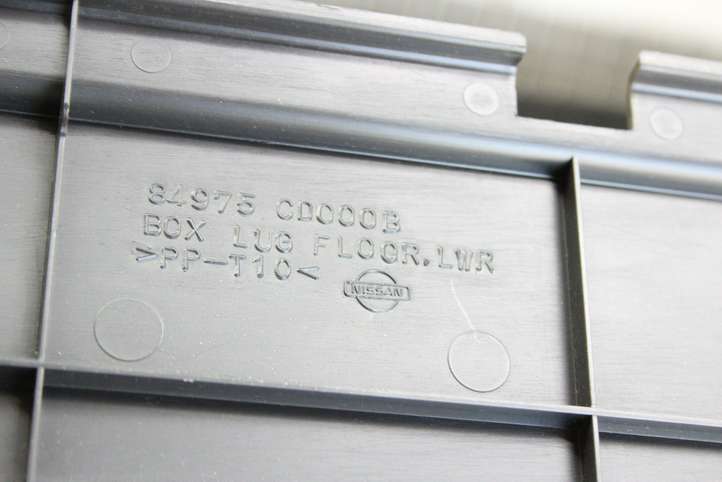 84975 CD000B
BOX LUG FLOOR.LWR
>PP-T10<
NISSAN